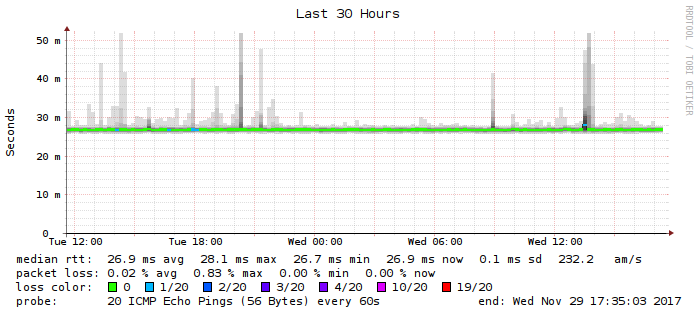 Last 30 Hours
RRDTOOL / TOBI OETIKER
Seconds
50 m
40 m
30 m
20 m
10 m
0
Tue 12:00 Tue 18:00 Wed 00:00 Wed 06:00 Wed 12:00
median rtt: 26.9 ms avg 28.1 ms max 26.7 ms min 26.9 ms now 0.1 ms sd 232.2 am/s
packet loss: 0.02 % avg 0.83 % max 0.00 % min 0.00 % now
loss color: 0 1/20 2/20 3/20 4/20 10/20 19/20
probe: 20 ICMP Echo Pings (56 Bytes) every 60s end: Wed Nov 29 17:35:03 2017